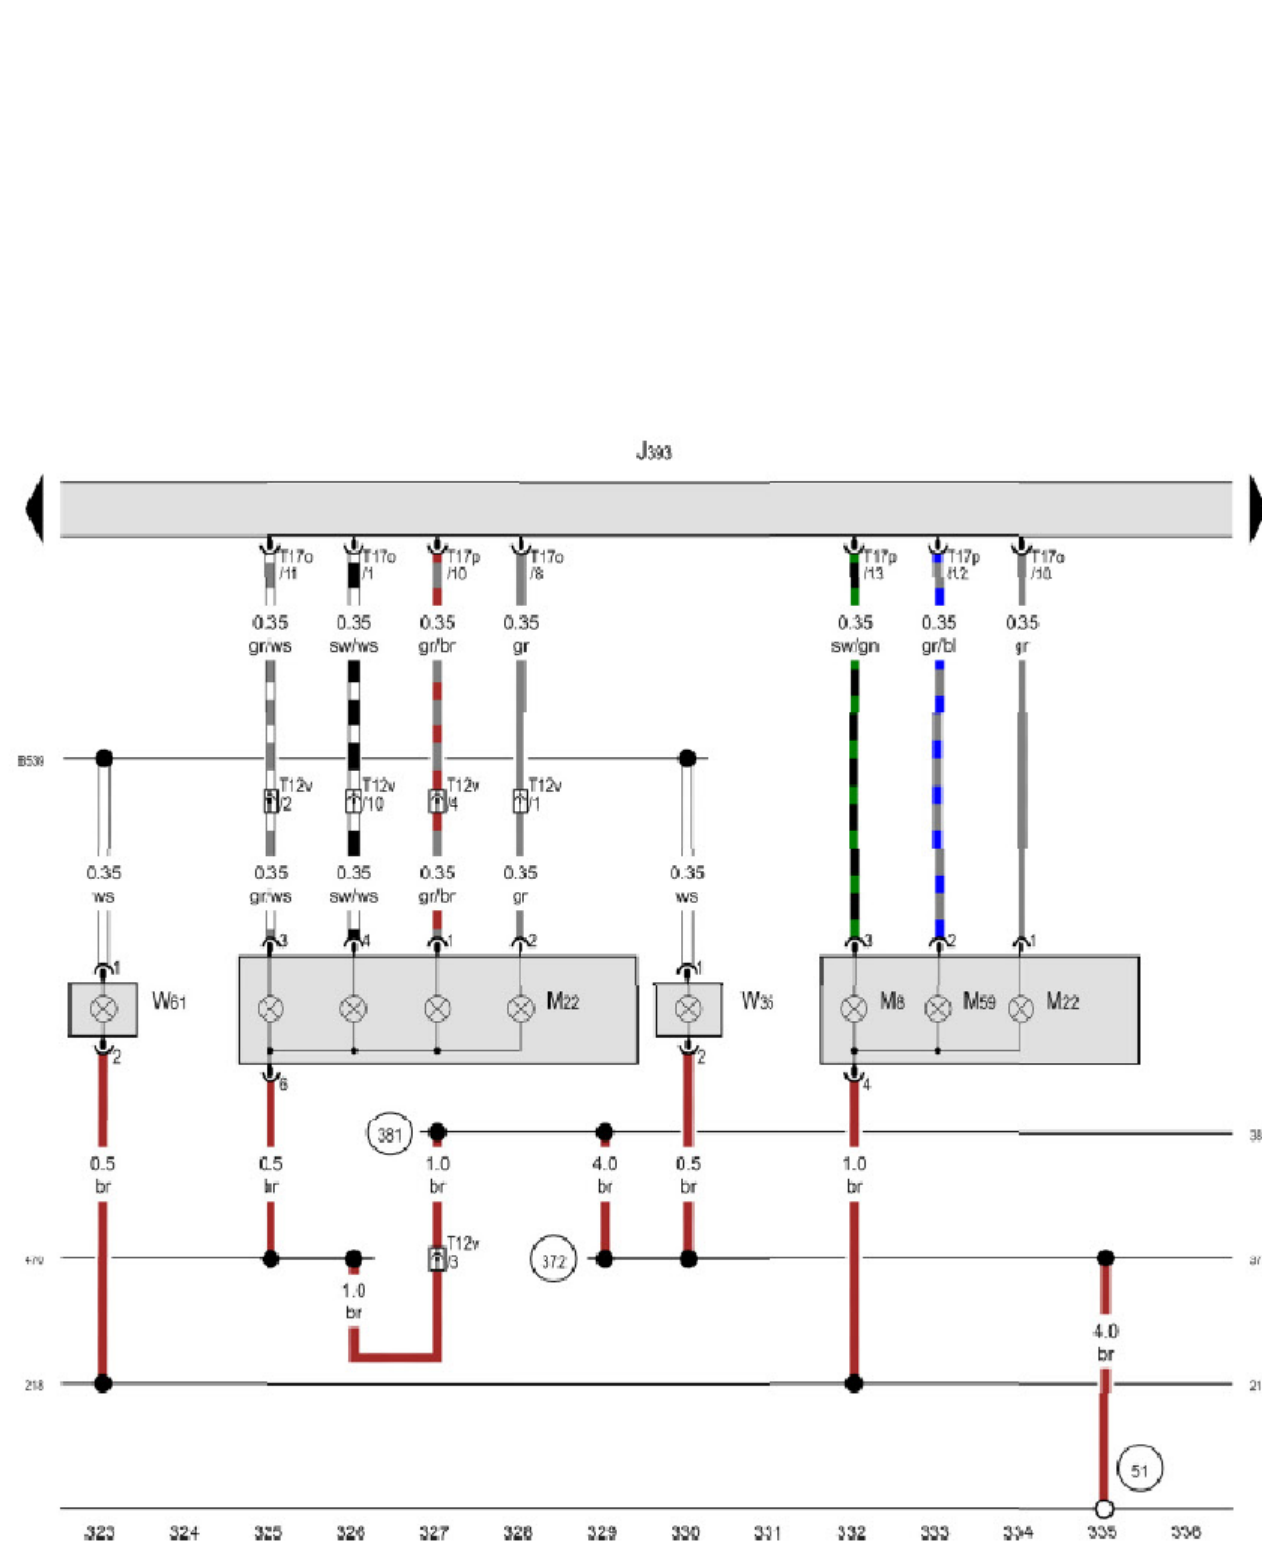 J393
T17o T17o T17p T17o T17p T17p T17o
/11 /1 /10 /8 /13 /12 /10
0.35 0.35 0.35 0.35 0.35 0.35 0.35
gr/ws sw/ws gr/br gr sw/gn gr/bl gr
B539
T12v T12v T12v T12v
/2 /10 /4 /1
0.35 0.35 0.35 0.35 0.35 0.35
ws gr/ws sw/ws gr/br gr ws
3 4 1 2 3 2 1
1 1
W61 M22 W36 M8 M59 M22
2 2
6 4
381
38
0.5 0.5 1.0 4.0 0.5 1.0
br br br br br br
T12v
/3
470 372 37
1.0
br
4.0
br
218 21
51
323 324 325 326 327 328 329 330 331 332 333 334 335 336